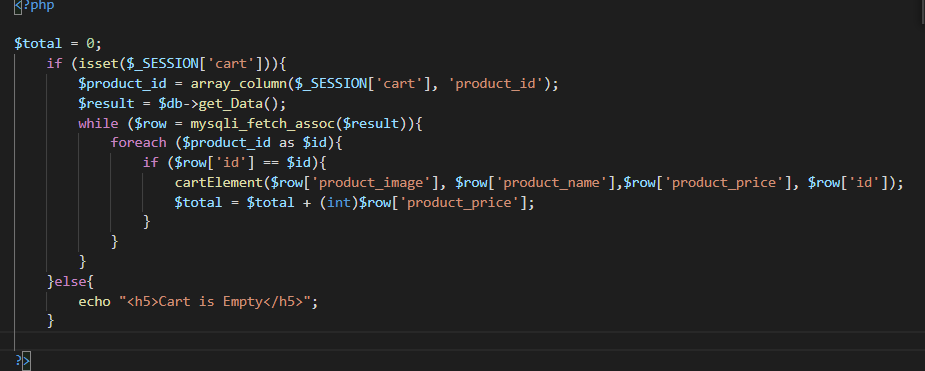 <?php
$total = 0;
if (isset($_SESSION['cart'])){
$product_id = array_column($_SESSION['cart'], 'product_id');
$result = $db->get_Data();
while ($row = mysqli_fetch_assoc($result)){
foreach ($product_id as $id){
if ($row['id'] == $id){
cartElement($row['product_image'], $row['product_name'],$row['product_price'], $row['id']);
$total = $total + (int)$row['product_price'];
}
}
}
}else{
echo "<h5>Cart is Empty</h5>";
}
?>